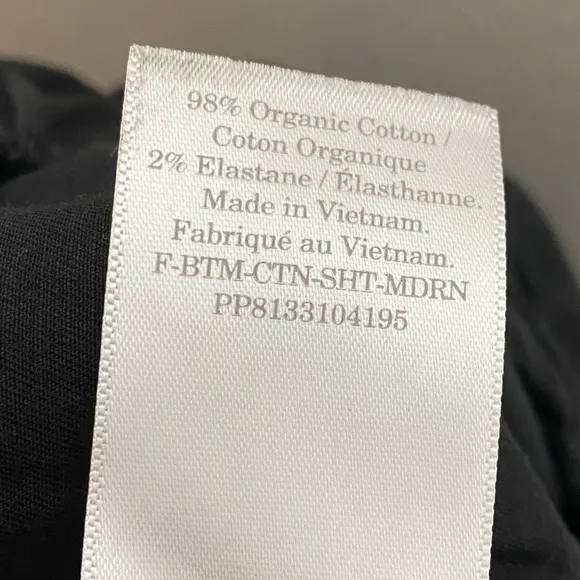 98% Organic Cotton /
Coton Organique
2% Elastane / Élasthanne.
Made in Vietnam.
Fabriqué au Vietnam.
F-BTM-CTN-SHT-MDRN
PP8133104195